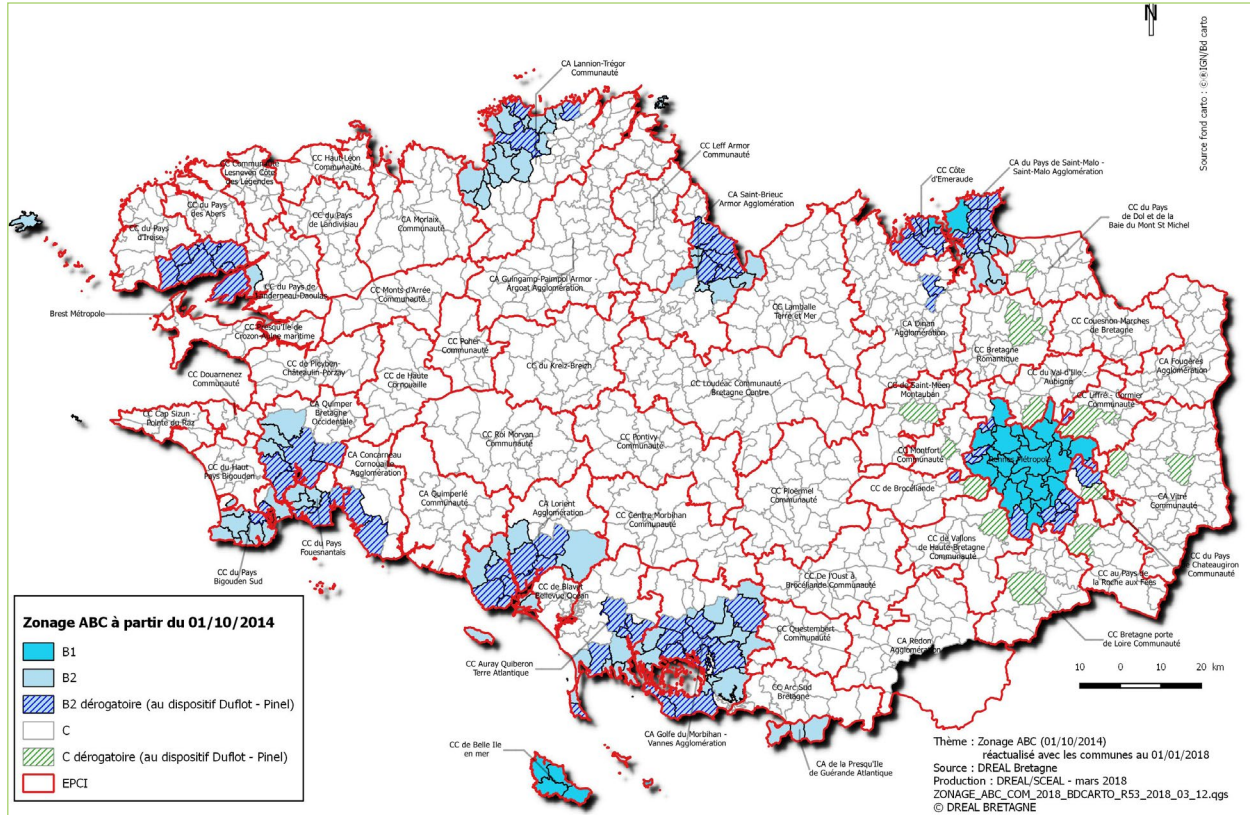 N
Source fond carto : ©®IGN/Bd carto
CA Lannion-Trégor
Communauté
CC Leff Armor
Communauté
CA du Pays de Saint-Malo -
Saint-Malo Agglomération
CC Côte
d'Emeraude
CA Saint-Brieuc
Armor Agglomération
CC du Pays
de Dol et de la
Baie du Mont St Michel
CC Haut-Léon
Communauté
CC Communauté
Lesneven Côte
des Légendes
CC du Pays
des Abers
CC du Pays
d'Iroise
CC du Pays
de Landivisiau
CA Morlaix
Communauté
CA Guingamp-Paimpol Armor -
Argoat Agglomération
CC du Pays de
Landerneau-Daoulas
CC Monts d'Arrée
Communauté
CC Lamballe
Terre et Mer
Brest Métropole
CC Presqu'île de
Crozon-Aulne maritime
CA Dinan
Agglomération
CC Couesnon Marches
de Bretagne
CC Bretagne
Romantique
CC Poher
Communauté
CC du Kreiz-Breizh
CA Fougères
Agglomération
CC Douarnenez
Communauté
CC de Pleyben-
Châteaulin-Porzay
CC de Haute
Cornouaille
CC Loudéac Communauté
Bretagne Centre
CC du Val d'Ille -
Aubigné
CC de Saint-Méen
Montauban
CC Liffré - Cormier
Communauté
CC Cap Sizun -
Pointe du Raz
CA Quimper
Bretagne
Occidentale
CC Roi Morvan
Communauté
CC Pontivy
Communauté
CC Montfort
Communauté
Rennes Métropole
CC du Haut
Pays Bigouden
CA Concarneau
Cornouaille
Agglomération
CA Quimperlé
Communauté
CA Lorient
Agglomération
CC Ploërmel
Communauté
CC de Brocéliande
CA Vitré
Communauté
CC Centre Morbihan
Communauté
CC de Vallons
de Haute-Bretagne
Communauté
CC du Pays
Fouesnantais
CC du Pays
Bigouden Sud
CC du Pays
de Chateaugiron
Communauté
CC au Pays de
la Roche aux Fées
CC De l'Oust à
Brocéliande Communauté
CC de Blavet
Bellevue Océan
CC Questembert
Communauté
CA Redon
Agglomération
CC Bretagne porte
de Loire Communauté
CC Auray Quiberon
Terre Atlantique
CC Arc Sud
Bretagne
CA Golfe du Morbihan -
Vannes Agglomération
CC de Belle Ile
en mer
CA de la Presqu'Ile
de Guérande Atlantique
Zonage ABC à partir du 01/10/2014
B1
B2
B2 dérogatoire (au dispositif Duflot - Pinel)
C
C dérogatoire (au dispositif Duflot - Pinel)
EPCI
10 0 10 20 km
Thème : Zonage ABC (01/10/2014)
réactualisé avec les communes au 01/01/2018
Source : DREAL Bretagne
Production : DREAL/SCEAL - mars 2018
ZONAGE_ABC_COM_2018_BDCARTO_R53_2018_03_12.qgs
© DREAL BRETAGNE